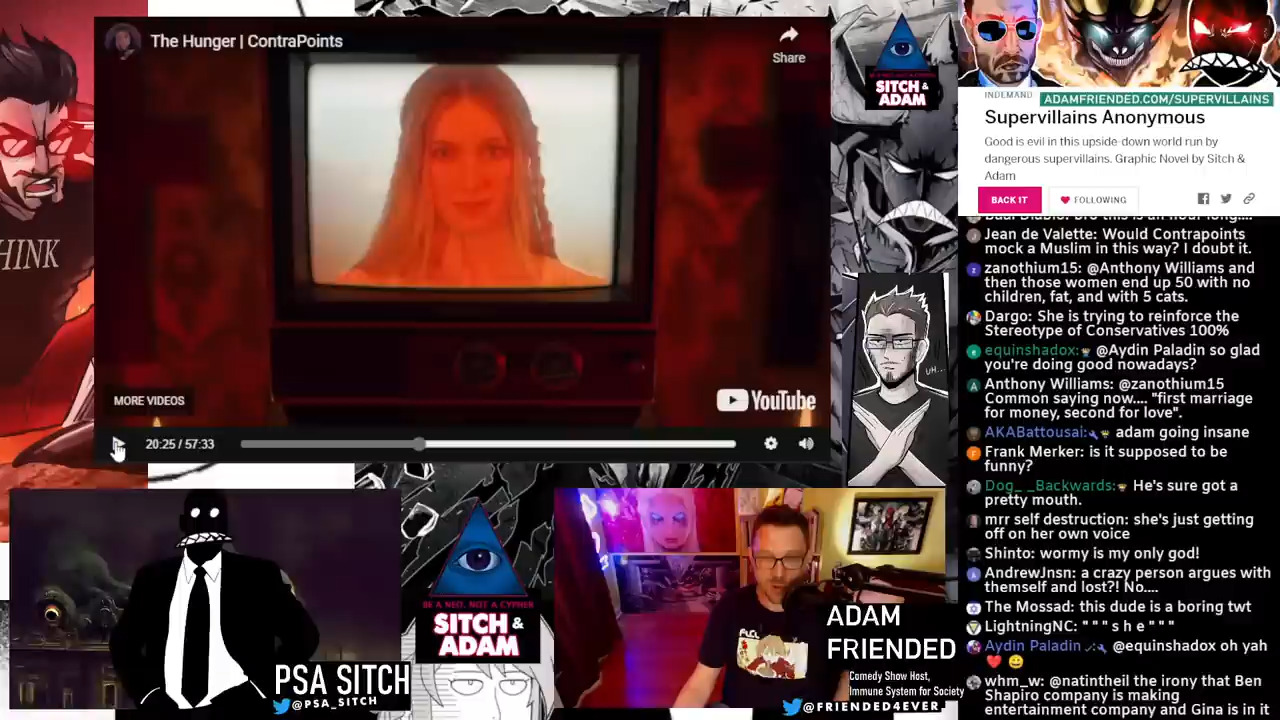 The Hunger | ContraPoints
Share
MORE VIDEOS
YouTube
20:25 / 57:33
HINK
SITCH &
ADAM
UH...
INDEMAND
ADAMFRIENDED.COM/SUPERVILLAINS
Supervillains Anonymous
Good is evil in this upside-down world run by
dangerous supervillains. Graphic Novel by Sitch &
Adam
BACK IT
FOLLOWING
Jean de Valette: Would Contrapoints
mock a Muslim in this way? I doubt it.
zanothium15: @Anthony Williams and
then those women end up 50 with no
children, fat, and with 5 cats.
Dargo: She is trying to reinforce the
Stereotype of Conservatives 100%
equinshadox: @Aydin Paladin so glad
you're doing good nowadays?
Anthony Williams: @zanothium15
Common saying now.... "first marriage
for money, second for love".
AKABattousai: adam going insane
Frank Merker: is it supposed to be
funny?
Dog_ _Backwards: He's sure got a
pretty mouth.
mrr self destruction: she's just getting
off on her own voice
Shinto: wormy is my only god!
AndrewJnsn: a crazy person argues with
themself and lost?! No....
The Mossad: this dude is a boring twt
LightningNC: " " " s h e " " "
Aydin Paladin @equinshadox oh yah
❤️ 😄
whm_w: @natintheil the irony that Ben
Shapiro company is making
entertainment company and Gina is in it
PSA SITCH
@PSA_SITCH
BE A NEO, NOT A CYPHER
SITCH &
ADAM
ADAM
FRIENDED
Comedy Show Host,
Immune System for Society
@FRIENDED4EVER